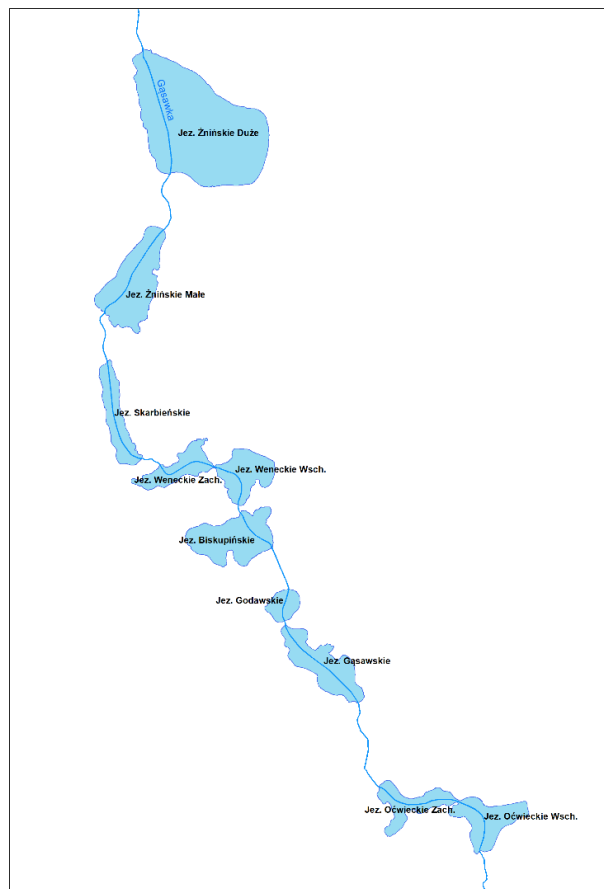 Gąsawka
Jez. Żnińskie Duże
Jez. Żnińskie Małe
Jez. Skarbieńskie
Jez. Weneckie Wsch.
Jez. Weneckie Zach.
Jez. Biskupińskie
Jez. Godawskie
Jez. Gąsawskie
Jez. Oćwieckie Zach.
Jez. Oćwieckie Wsch.